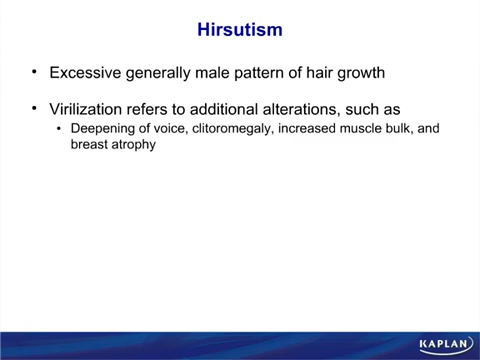 Hirsutism
• Excessive generally male pattern of hair growth
• Virilization refers to additional alterations, such as
• Deepening of voice, clitoromegaly, increased muscle bulk, and
breast atrophy
KAPLAN